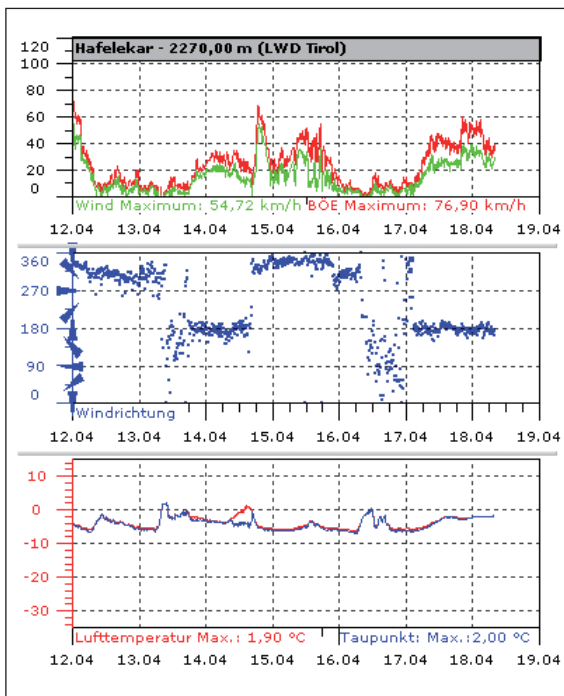 Hafelekar - 2270,00 m (LWD Tirol)
120
100
80
60
40
20
0
Wind Maximum: 54,72 km/h BÖE Maximum: 76,90 km/h
12.04 13.04 14.04 15.04 16.04 17.04 18.04 19.04
360
270
180
90
0
Windrichtung
12.04 13.04 14.04 15.04 16.04 17.04 18.04 19.04
10
0
-10
-20
-30
Lufttemperatur Max.: 1,90 °C Taupunkt: Max.:2,00 °C
12.04 13.04 14.04 15.04 16.04 17.04 18.04 19.04